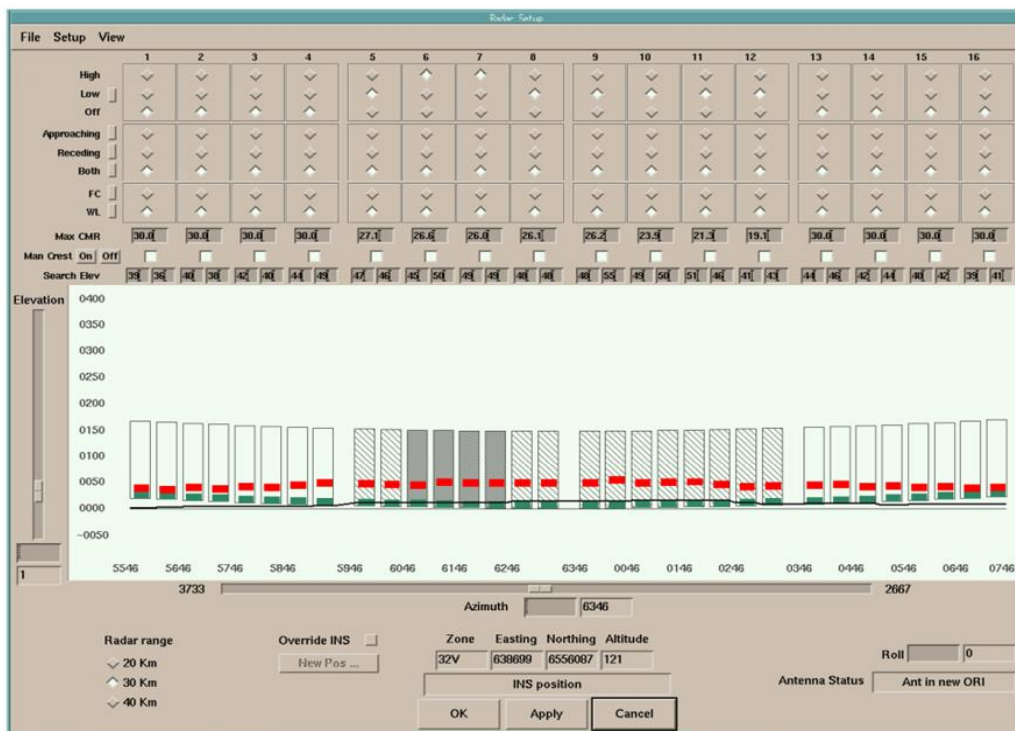 Radar Setup
File Setup View
1 2 3 4 5 6 7 8 9 10 11 12 13 14 15 16
High
Low
Off
Approaching
Receding
Both
FC
WL
Max CMR 30.0 30.0 30.0 30.0 27.1 26.6 26.0 26.1 26.2 23.9 21.3 19.1 30.0 30.0 30.0 30.0
Man Crest On Off
Search Elev 39 36 40 38 42 40 44 49 47 46 45 50 49 49 48 48 48 55 49 50 51 46 41 43 44 46 42 44 40 42 39 41
Elevation
0400
0350
0300
0250
0200
0150
0100
0050
0000
-0050
1
5546 5646 5746 5846 5946 6046 6146 6246 6346 0046 0146 0246 0346 0446 0546 0646 0746
3733 2667
Azimuth 6346
Radar range
20 Km
30 Km
40 Km
Override INS
New Pos ...
Zone Easting Northing Altitude
32V 638699 6556087 121
INS position
OK Apply Cancel
Roll 0
Antenna Status Ant in new ORI